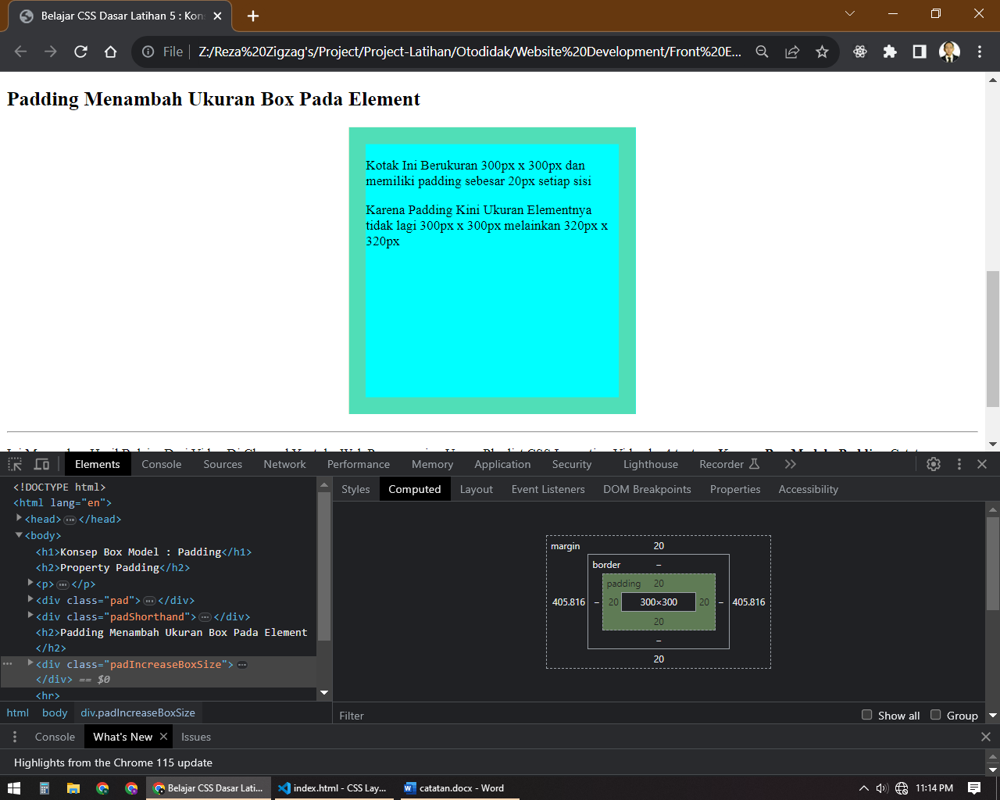 Belajar CSS Dasar Latihan 5 : Kon
File
Z:/Reza%20Zigzag's/Project/Project-Latihan/Otodidak/Website%20Development/Front%20E...
Padding Menambah Ukuran Box Pada Element
Kotak Ini Berukuran 300px x 300px dan
memiliki padding sebesar 20px setiap sisi
Karena Padding Kini Ukuran Elementnya
tidak lagi 300px x 300px melainkan 320px x
320px
Elements Console Sources Network Performance Memory Application Security Lighthouse Recorder
<!DOCTYPE html>
<html lang="en">
<head>…</head>
<body>
<h1>Konsep Box Model : Padding</h1>
<h2>Property Padding</h2>
<p>…</p>
<div class="pad">…</div>
<div class="padShorthand">…</div>
<h2>Padding Menambah Ukuran Box Pada Element
</h2>
<div class="padIncreaseBoxSize">…
</div> == $0
<hr>
html body div.padIncreaseBoxSize
Styles Computed Layout Event Listeners DOM Breakpoints Properties Accessibility
margin 20
border –
padding 20
405.816 – 20 300×300 20 – 405.816
20
–
20
Filter Show all Group
Console What's New Issues
Highlights from the Chrome 115 update
Belajar CSS Dasar Lati... index.html - CSS Lay... catatan.docx - Word 11:14 PM